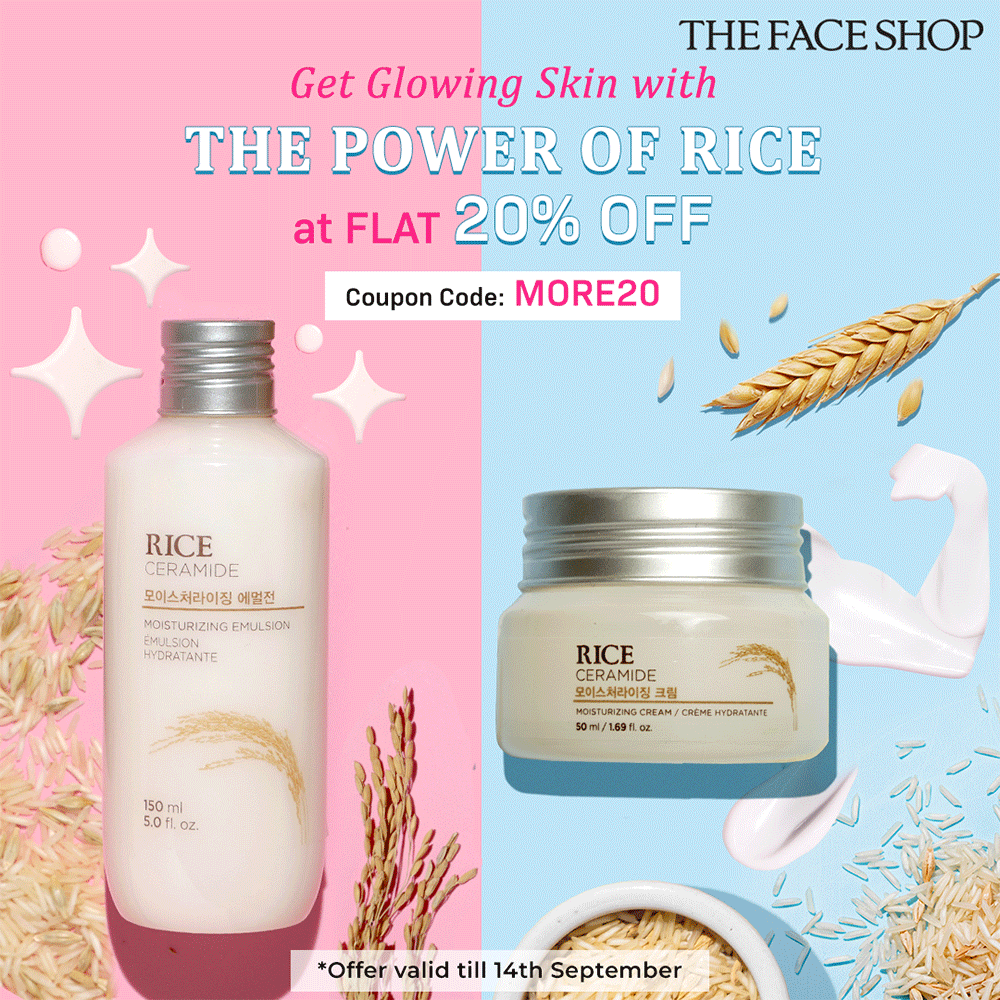 THE FACE SHOP
Get Glowing Skin with
THE POWER OF RICE
at FLAT 20% OFF
Coupon Code: MORE20
RICE
CERAMIDE
모이스처라이징 에멀전
MOISTURIZING EMULSION
EMULSION
HYDRATANTE
150 ml
5.0 fl. oz.
RICE
CERAMIDE
모이스처라이징 크림
MOISTURIZING CREAM / CRÈME HYDRATANTE
50 ml / 1.69 fl. oz.
*Offer valid till 14th September